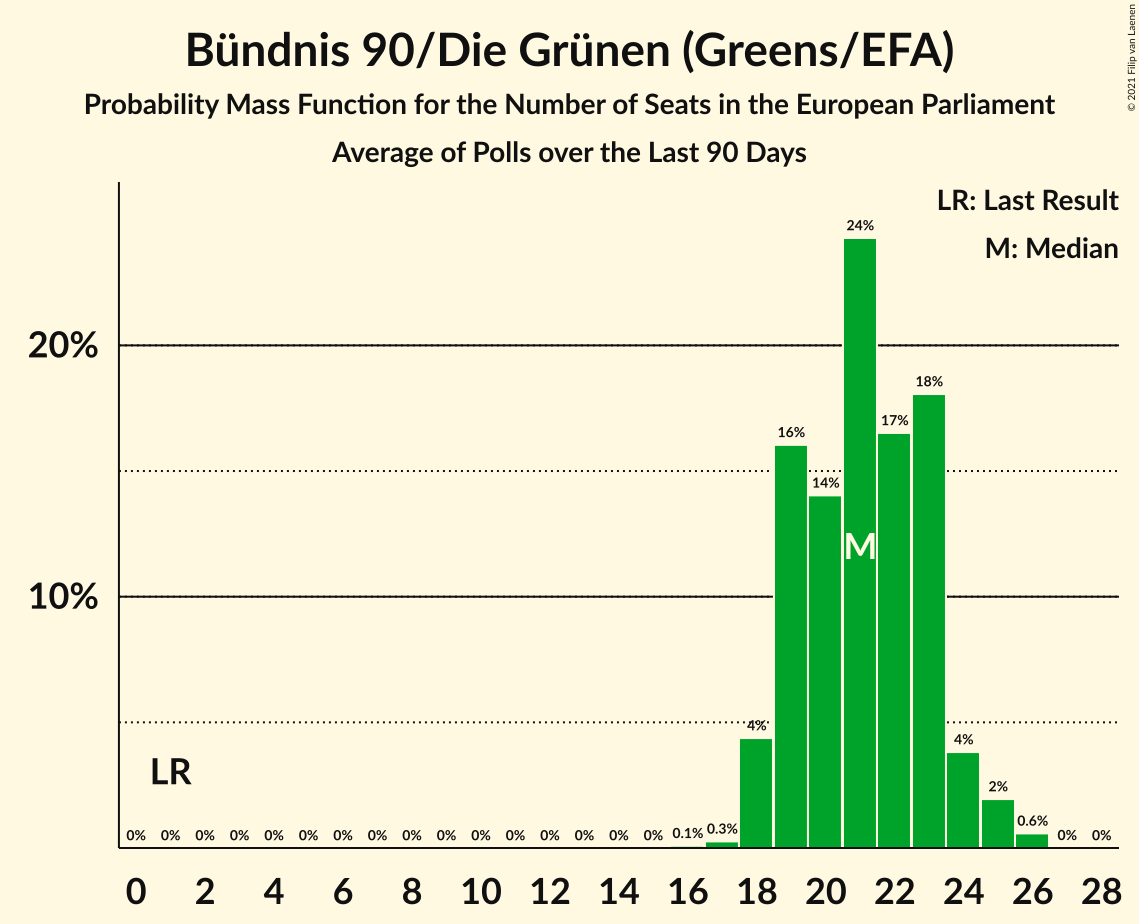 Bündnis 90/Die Grünen (Greens/EFA)
Probability Mass Function for the Number of Seats in the European Parliament
Average of Polls over the Last 90 Days
© 2021 Filip van Laenen
LR: Last Result
M: Median
24%
20%
18%
17%
16%
14%
M
10%
4%
4%
LR
2%
0% 0% 0% 0% 0% 0% 0% 0% 0% 0% 0% 0% 0% 0% 0% 0% 0.1% 0.3% 0.6% 0% 0%
0 2 4 6 8 10 12 14 16 18 20 22 24 26 28